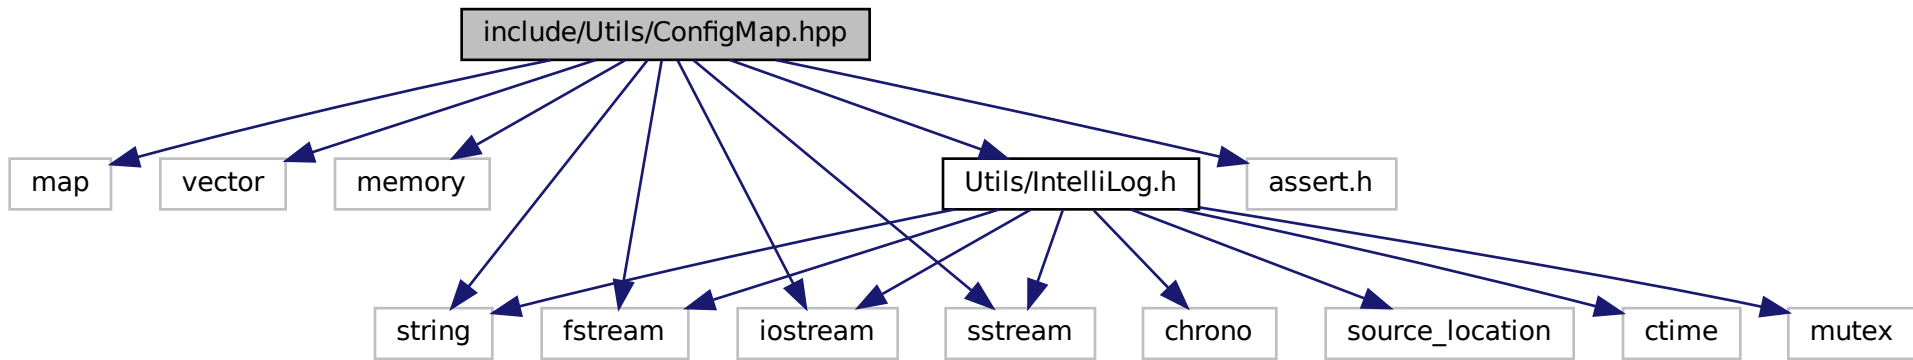 include/Utils/ConfigMap.hpp
map
vector
memory
Utils/IntelliLog.h
assert.h
string
fstream
iostream
sstream
chrono
source_location
ctime
mutex